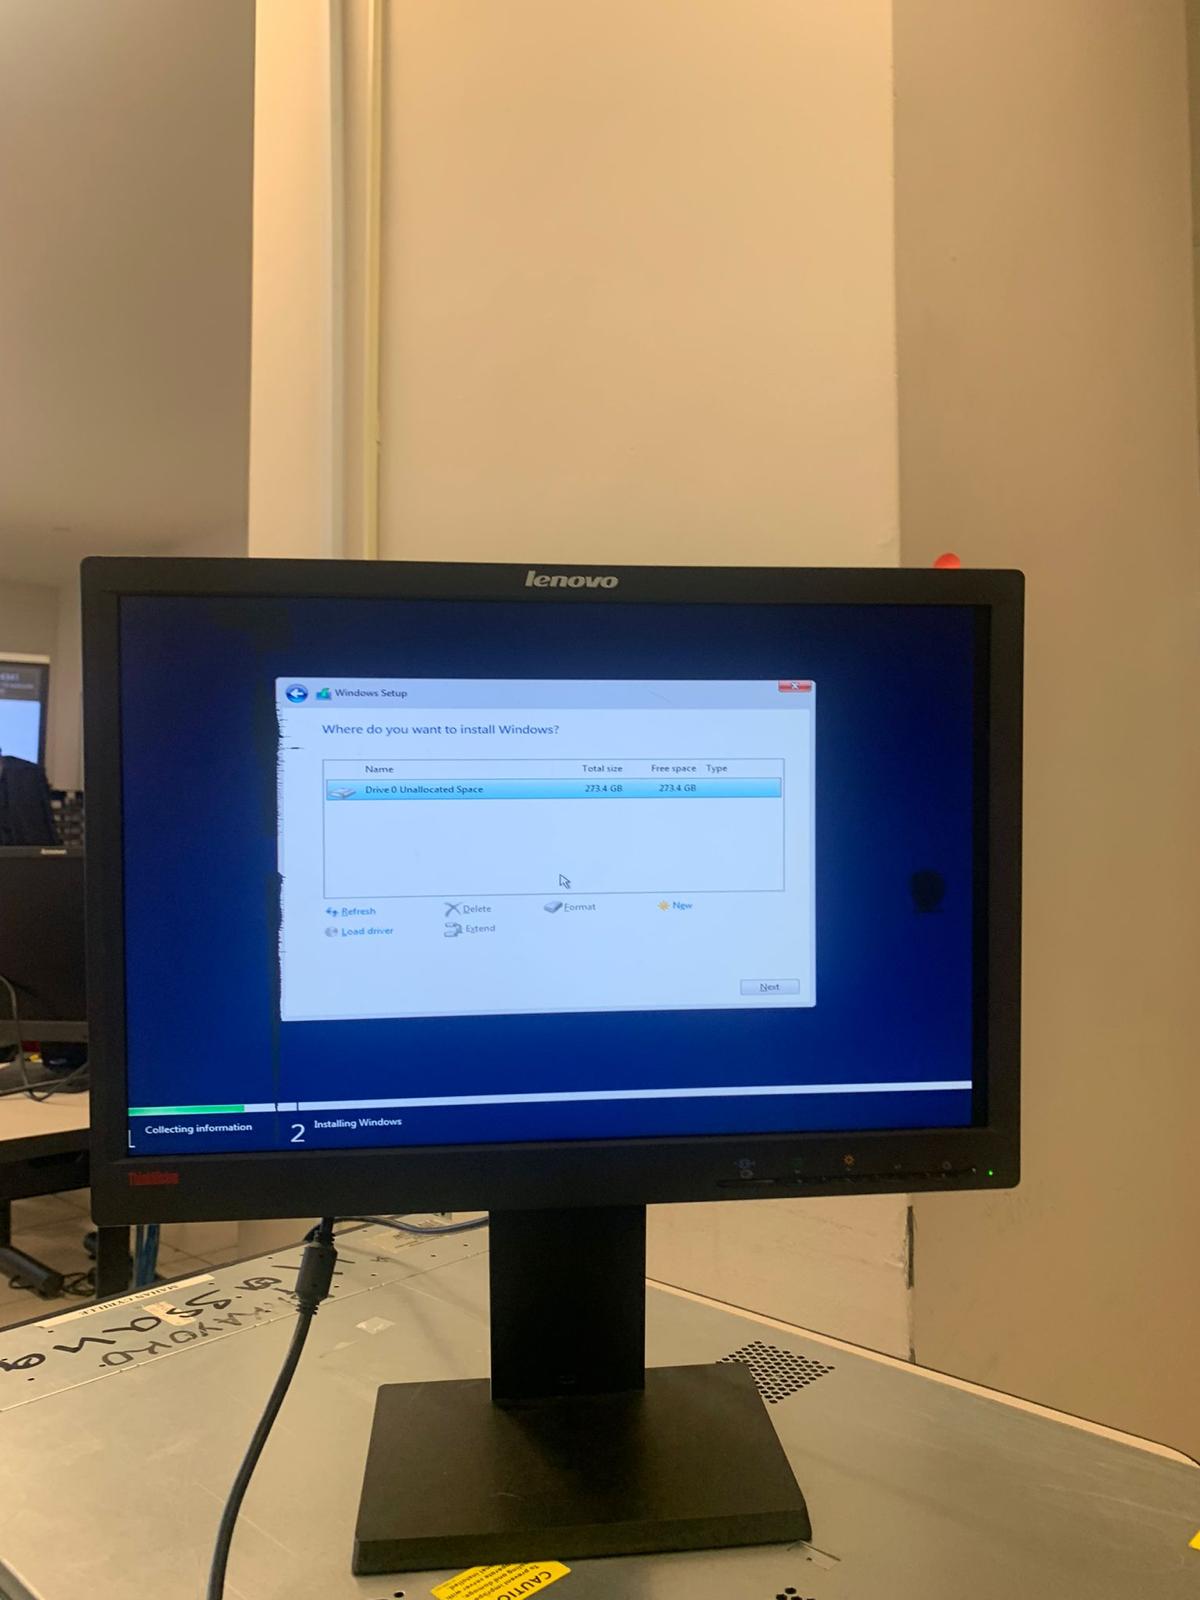 lenovo
Windows Setup
Where do you want to install Windows?
Name Total size Free space Type
Drive 0 Unallocated Space 273.4 GB 273.4 GB
Refresh Delete Format New
Load driver Extend
Next
Collecting information 2 Installing Windows
ThinkVision
CAUTIO